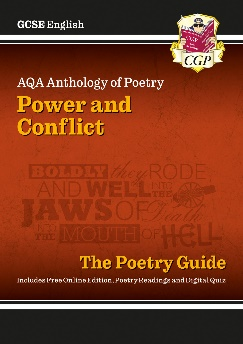 GCSE English
CGP
AQA Anthology of Poetry
Power and
Conflict
BOLDLY they RODE
AND WELL INTO THE
JAWS OF Death
INTO THE MOUTH OF HELL
The Poetry Guide
Includes Free Online Edition, Poetry Readings and Digital Quiz